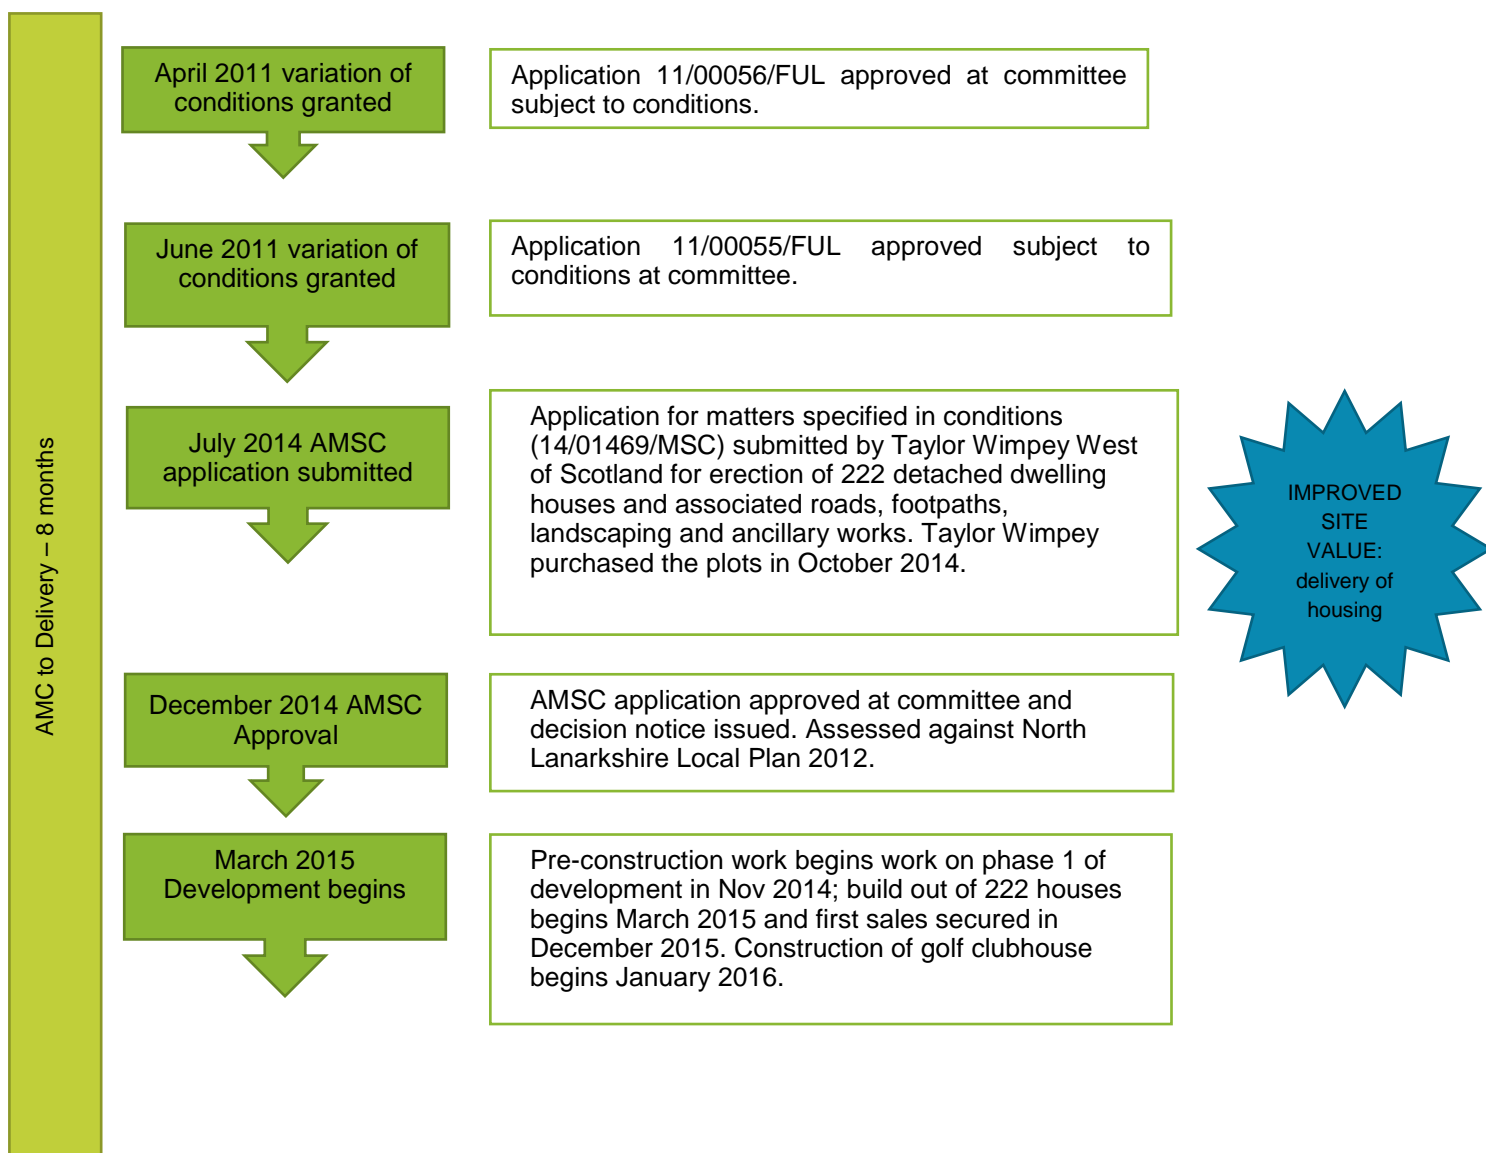 AMC to Delivery – 8 months
April 2011 variation of
conditions granted
Application 11/00056/FUL approved at committee
subject to conditions.
June 2011 variation of
conditions granted
Application 11/00055/FUL approved subject to
conditions at committee.
July 2014 AMSC
application submitted
Application for matters specified in conditions
(14/01469/MSC) submitted by Taylor Wimpey West
of Scotland for erection of 222 detached dwelling
houses and associated roads, footpaths,
landscaping and ancillary works. Taylor Wimpey
purchased the plots in October 2014.
IMPROVED
SITE
VALUE:
delivery of
housing
December 2014 AMSC
Approval
AMSC application approved at committee and
decision notice issued. Assessed against North
Lanarkshire Local Plan 2012.
March 2015
Development begins
Pre-construction work begins work on phase 1 of
development in Nov 2014; build out of 222 houses
begins March 2015 and first sales secured in
December 2015. Construction of golf clubhouse
begins January 2016.